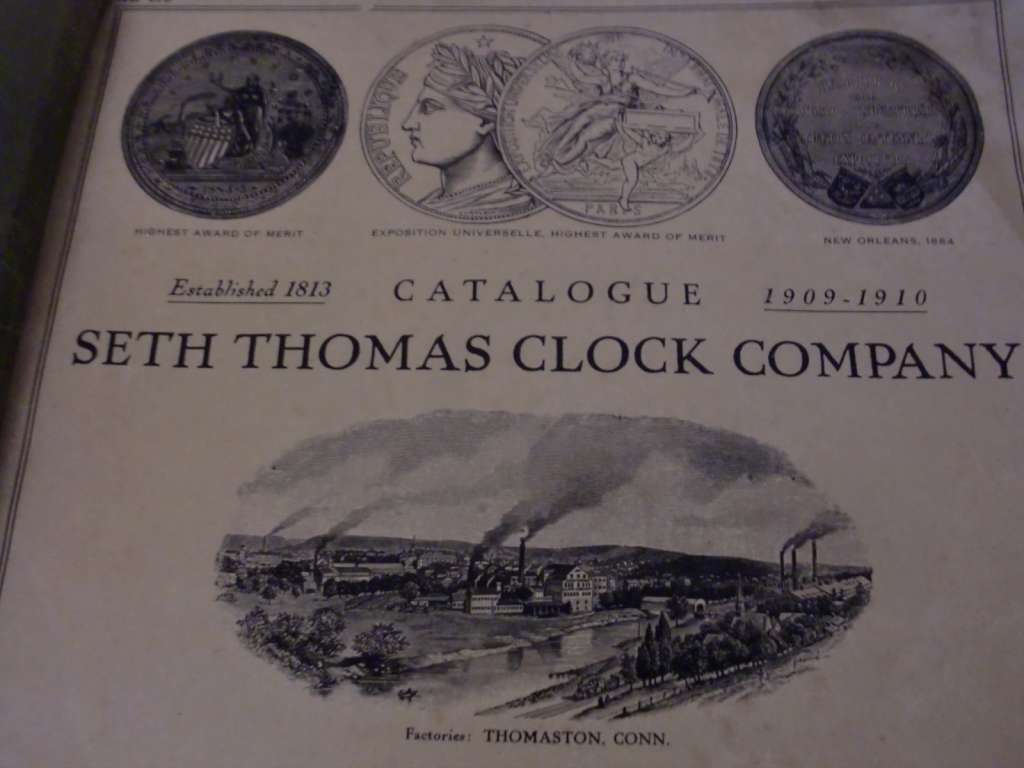 REPUBLIQUE
PARIS
HIGHEST AWARD OF MERIT
EXPOSITION UNIVERSELLE, HIGHEST AWARD OF MERIT
NEW ORLEANS, 1884
Established 1813
CATALOGUE
1909-1910
SETH THOMAS CLOCK COMPANY
Factories: THOMASTON, CONN.